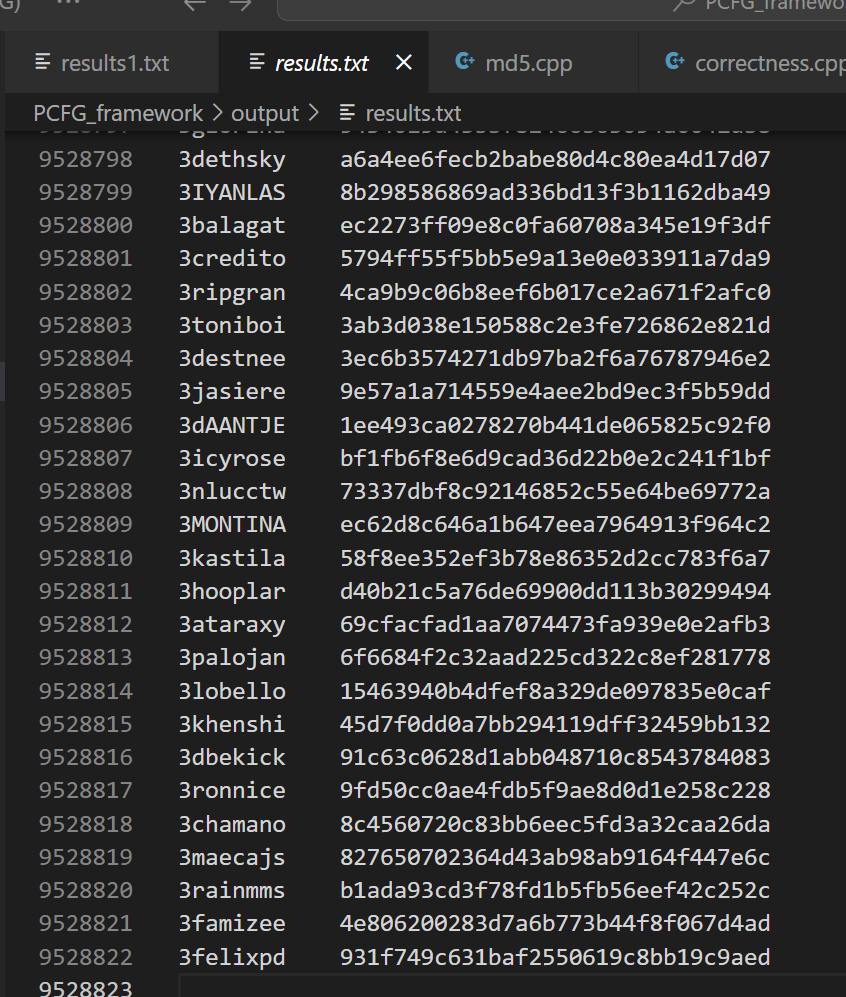 results1.txt
results.txt
md5.cpp
correctness.cpp
PCFG_framework > output > results.txt
9528798 3dethsky a6a4ee6fecb2babe80d4c80ea4d17d07
9528799 3IYANLAS 8b298586869ad336bd13f3b1162dba49
9528800 3balagat ec2273ff09e8c0fa60708a345e19f3df
9528801 3credito 5794ff55f5bb5e9a13e0e033911a7da9
9528802 3ripgran 4ca9b9c06b8eef6b017ce2a671f2afc0
9528803 3toniboi 3ab3d038e150588c2e3fe726862e821d
9528804 3destnee 3ec6b3574271db97ba2f6a76787946e2
9528805 3jasiere 9e57a1a714559e4aee2bd9ec3f5b59dd
9528806 3dAANTJE 1ee493ca0278270b441de065825c92f0
9528807 3icyrose bf1fb6f8e6d9cad36d22b0e2c241f1bf
9528808 3nlucctw 73337dbf8c92146852c55e64be69772a
9528809 3MONTINA ec62d8c646a1b647eea7964913f964c2
9528810 3kastila 58f8ee352ef3b78e86352d2cc783f6a7
9528811 3hooplar d40b21c5a76de69900dd113b30299494
9528812 3ataraxy 69cfacfad1aa7074473fa939e0e2afb3
9528813 3palojan 6f6684f2c32aad225cd322c8ef281778
9528814 3lobello 15463940b4dfef8a329de097835e0caf
9528815 3khenshi 45d7f0dd0a7bb294119dff32459bb132
9528816 3dbekick 91c63c0628d1abb048710c8543784083
9528817 3ronnice 9fd50cc0ae4fdb5f9ae8d0d1e258c228
9528818 3chamano 8c4560720c83bb6eec5fd3a32caa26da
9528819 3maecajs 827650702364d43ab98ab9164f447e6c
9528820 3rainmms b1ada93cd3f78fd1b5fb56eef42c252c
9528821 3famizee 4e806200283d7a6b773b44f8f067d4ad
9528822 3felixpd 931f749c631baf2550619c8bb19c9aed
9528823